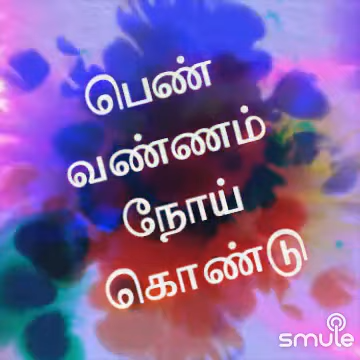 பெண்
வண்ணம்
நோய்
கொண்டு
smule